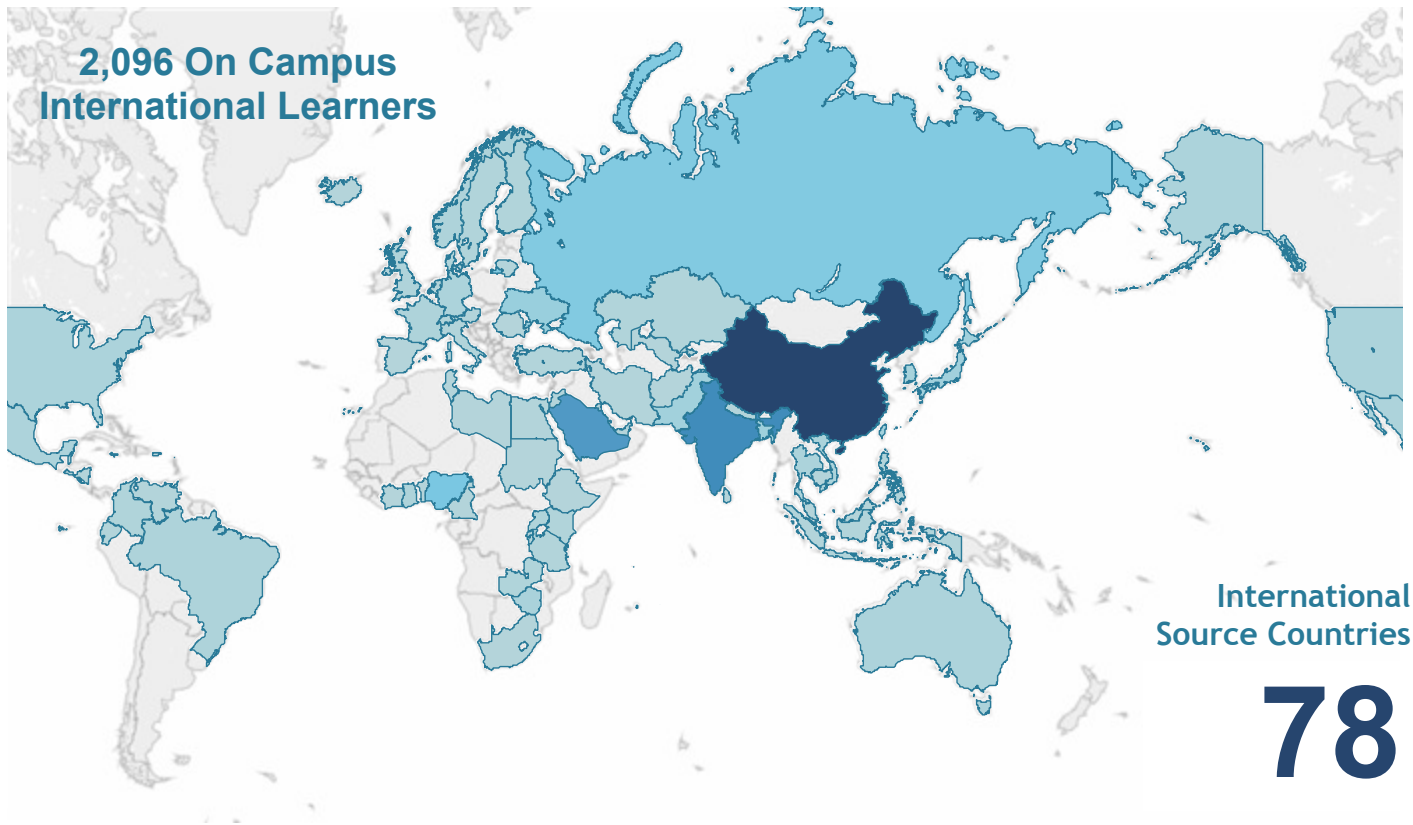 2,096 On Campus
International Learners
International
Source Countries
78